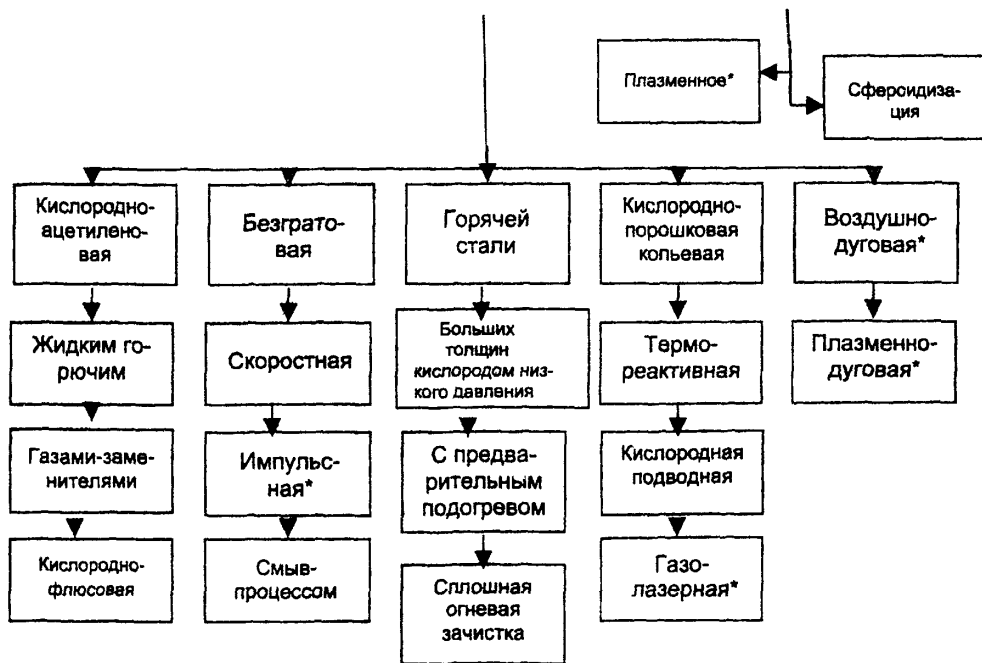 Плазменное*
Сфероидиза-
ция
Кислородно-
ацетилено-
вая
Безграто-
вая
Горячей
стали
Кислородно-
порошковая
копьевая
Воздушно-
дуговая*
Жидким го-
рючим
Скоростная
Больших
толщин
кислородом низ-
кого давления
Термо-
реактивная
Плазменно-
дуговая*
Газами-заме-
нителями
Импульс-
ная*
С предва-
рительным
подогревом
Кислородная
подводная
Кислородно-
флюсовая
Смыв-
процессом
Сплошная
огневая
зачистка
Газо-
лазерная*